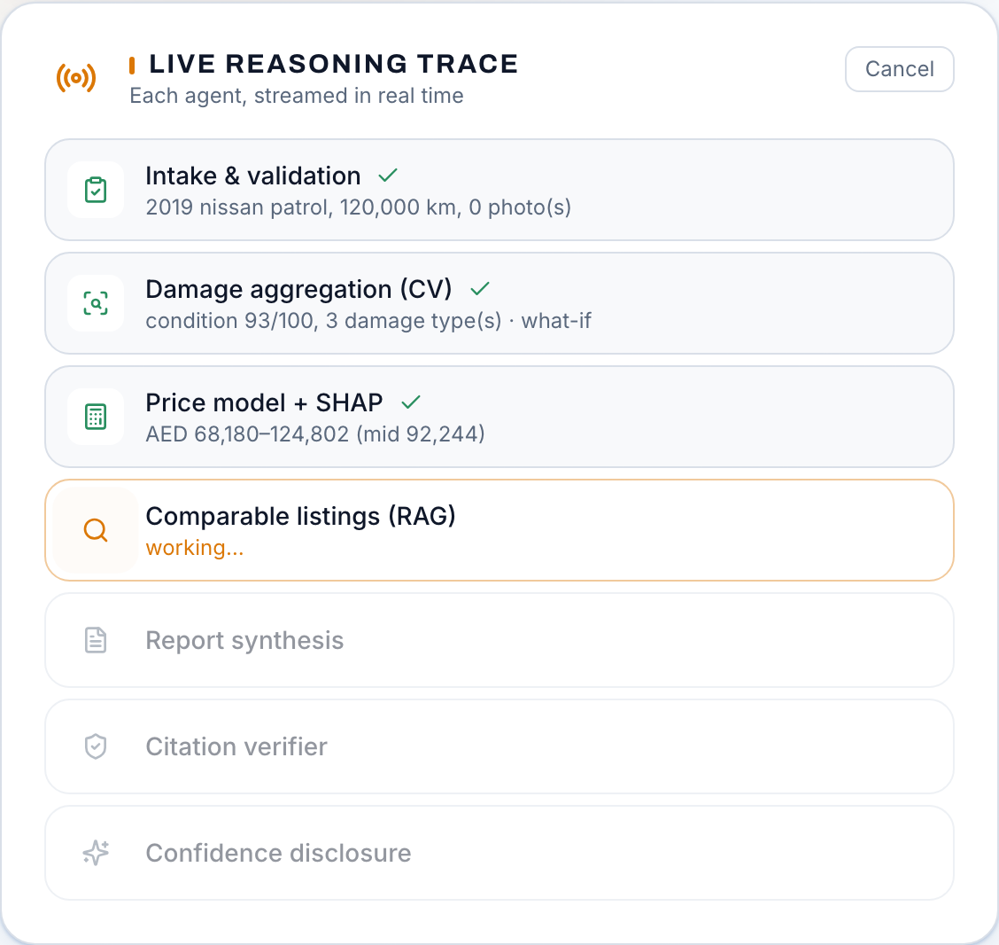 LIVE REASONING TRACE
Each agent, streamed in real time
Cancel
Intake & validation
2019 nissan patrol, 120,000 km, 0 photo(s)
Damage aggregation (CV)
condition 93/100, 3 damage type(s) · what-if
Price model + SHAP
AED 68,180–124,802 (mid 92,244)
Comparable listings (RAG)
working...
Report synthesis
Citation verifier
Confidence disclosure